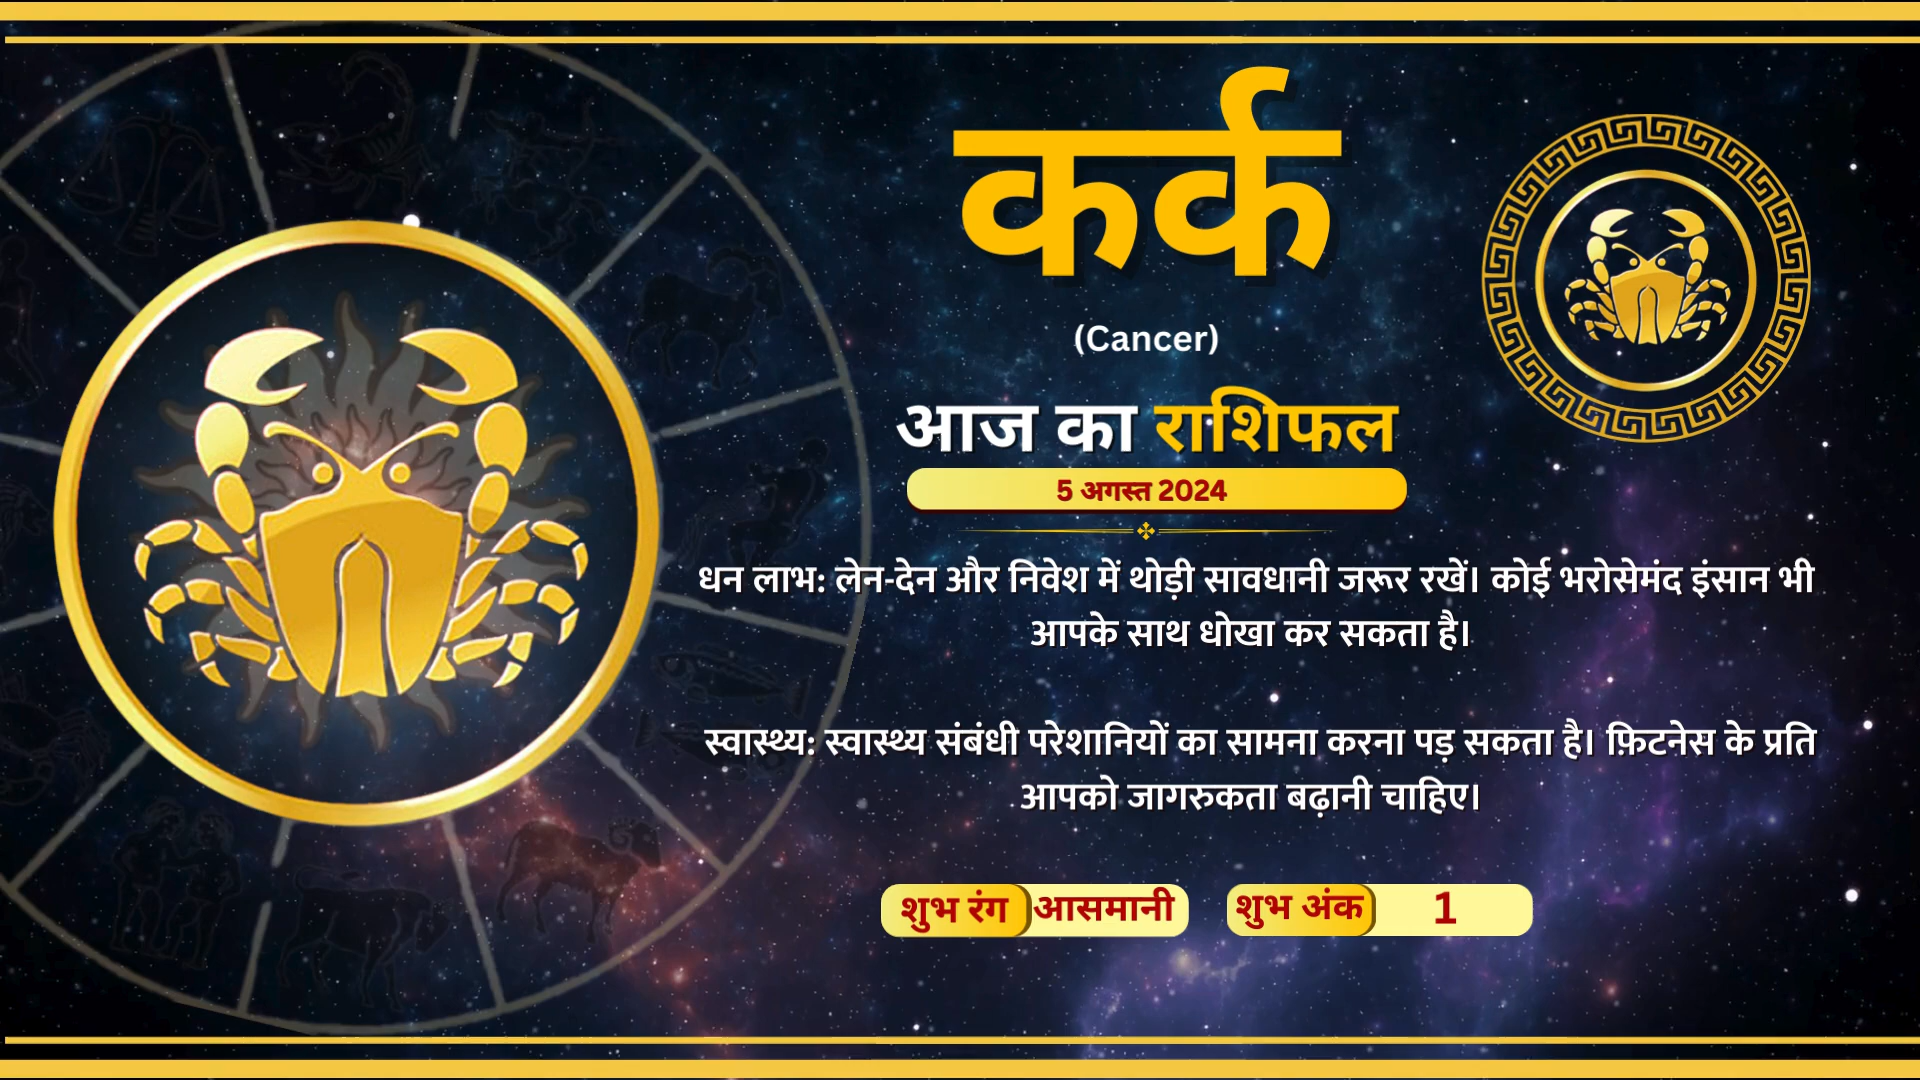 कर्क
(Cancer)
आज का राशिफल
5 अगस्त 2024
धन लाभ: लेन-देन और निवेश में थोड़ी सावधानी जरूर रखें। कोई भरोसेमंद इंसान भी
आपके साथ धोखा कर सकता है।
स्वास्थ्य: स्वास्थ्य संबंधी परेशानियों का सामना करना पड़ सकता है। फ़िटनेस के प्रति
आपको जागरुकता बढ़ानी चाहिए।
शुभ रंग आसमानी शुभ अंक 1